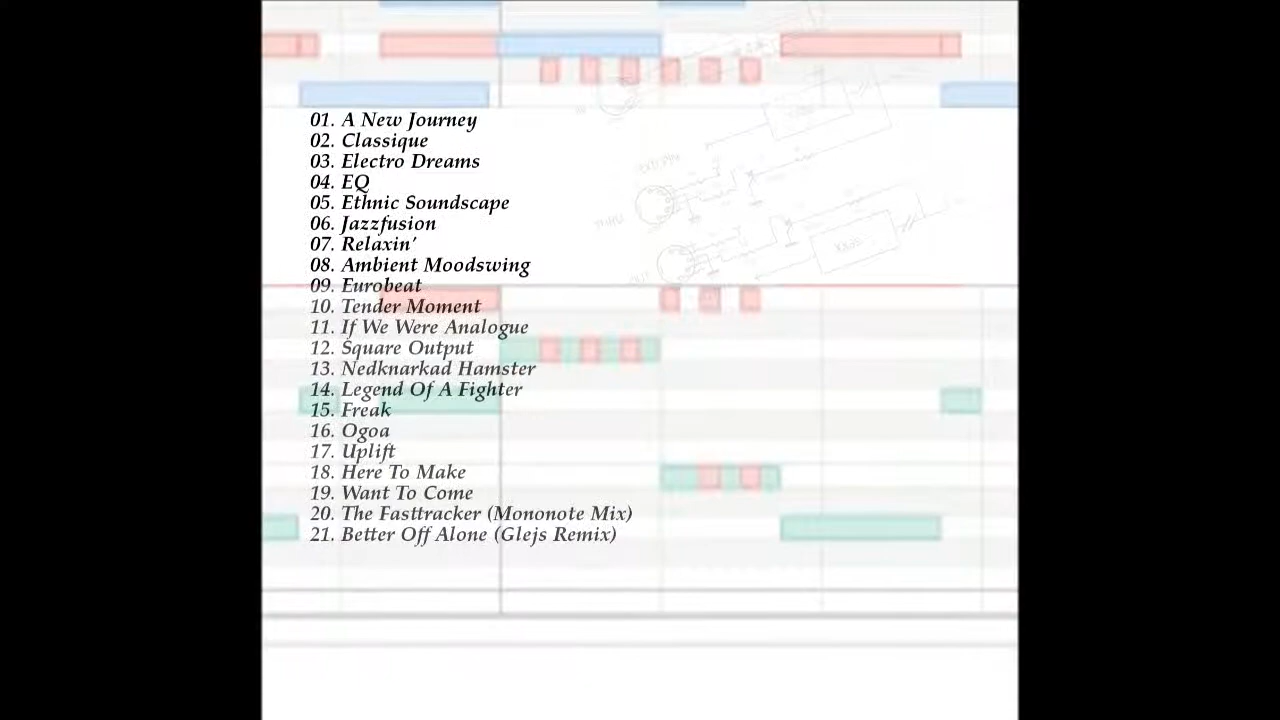 01. A New Journey
02. Classique
03. Electro Dreams
04. EQ
05. Ethnic Soundscape
06. Jazzfusion
07. Relaxin'
08. Ambient Moodswing
09. Eurobeat
10. Tender Moment
11. If We Were Analogue
12. Square Output
13. Nedknarkad Hamster
14. Legend Of A Fighter
15. Freak
16. Ogoa
17. Uplift
18. Here To Make
19. Want To Come
20. The Fasttracker (Mononote Mix)
21. Better Off Alone (Glejs Remix)